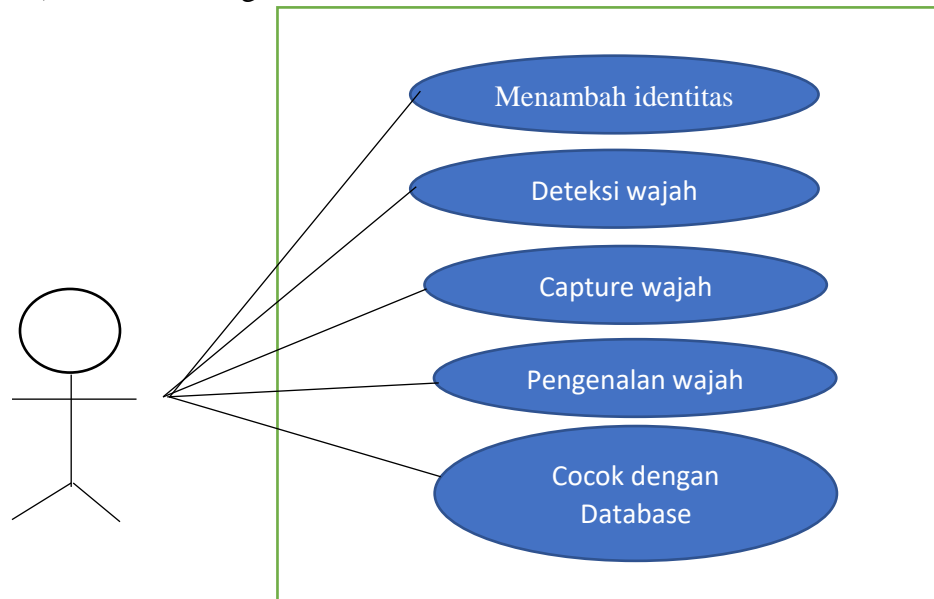 Menambah identitas
Deteksi wajah
Capture wajah
Pengenalan wajah
Cocok dengan
Database